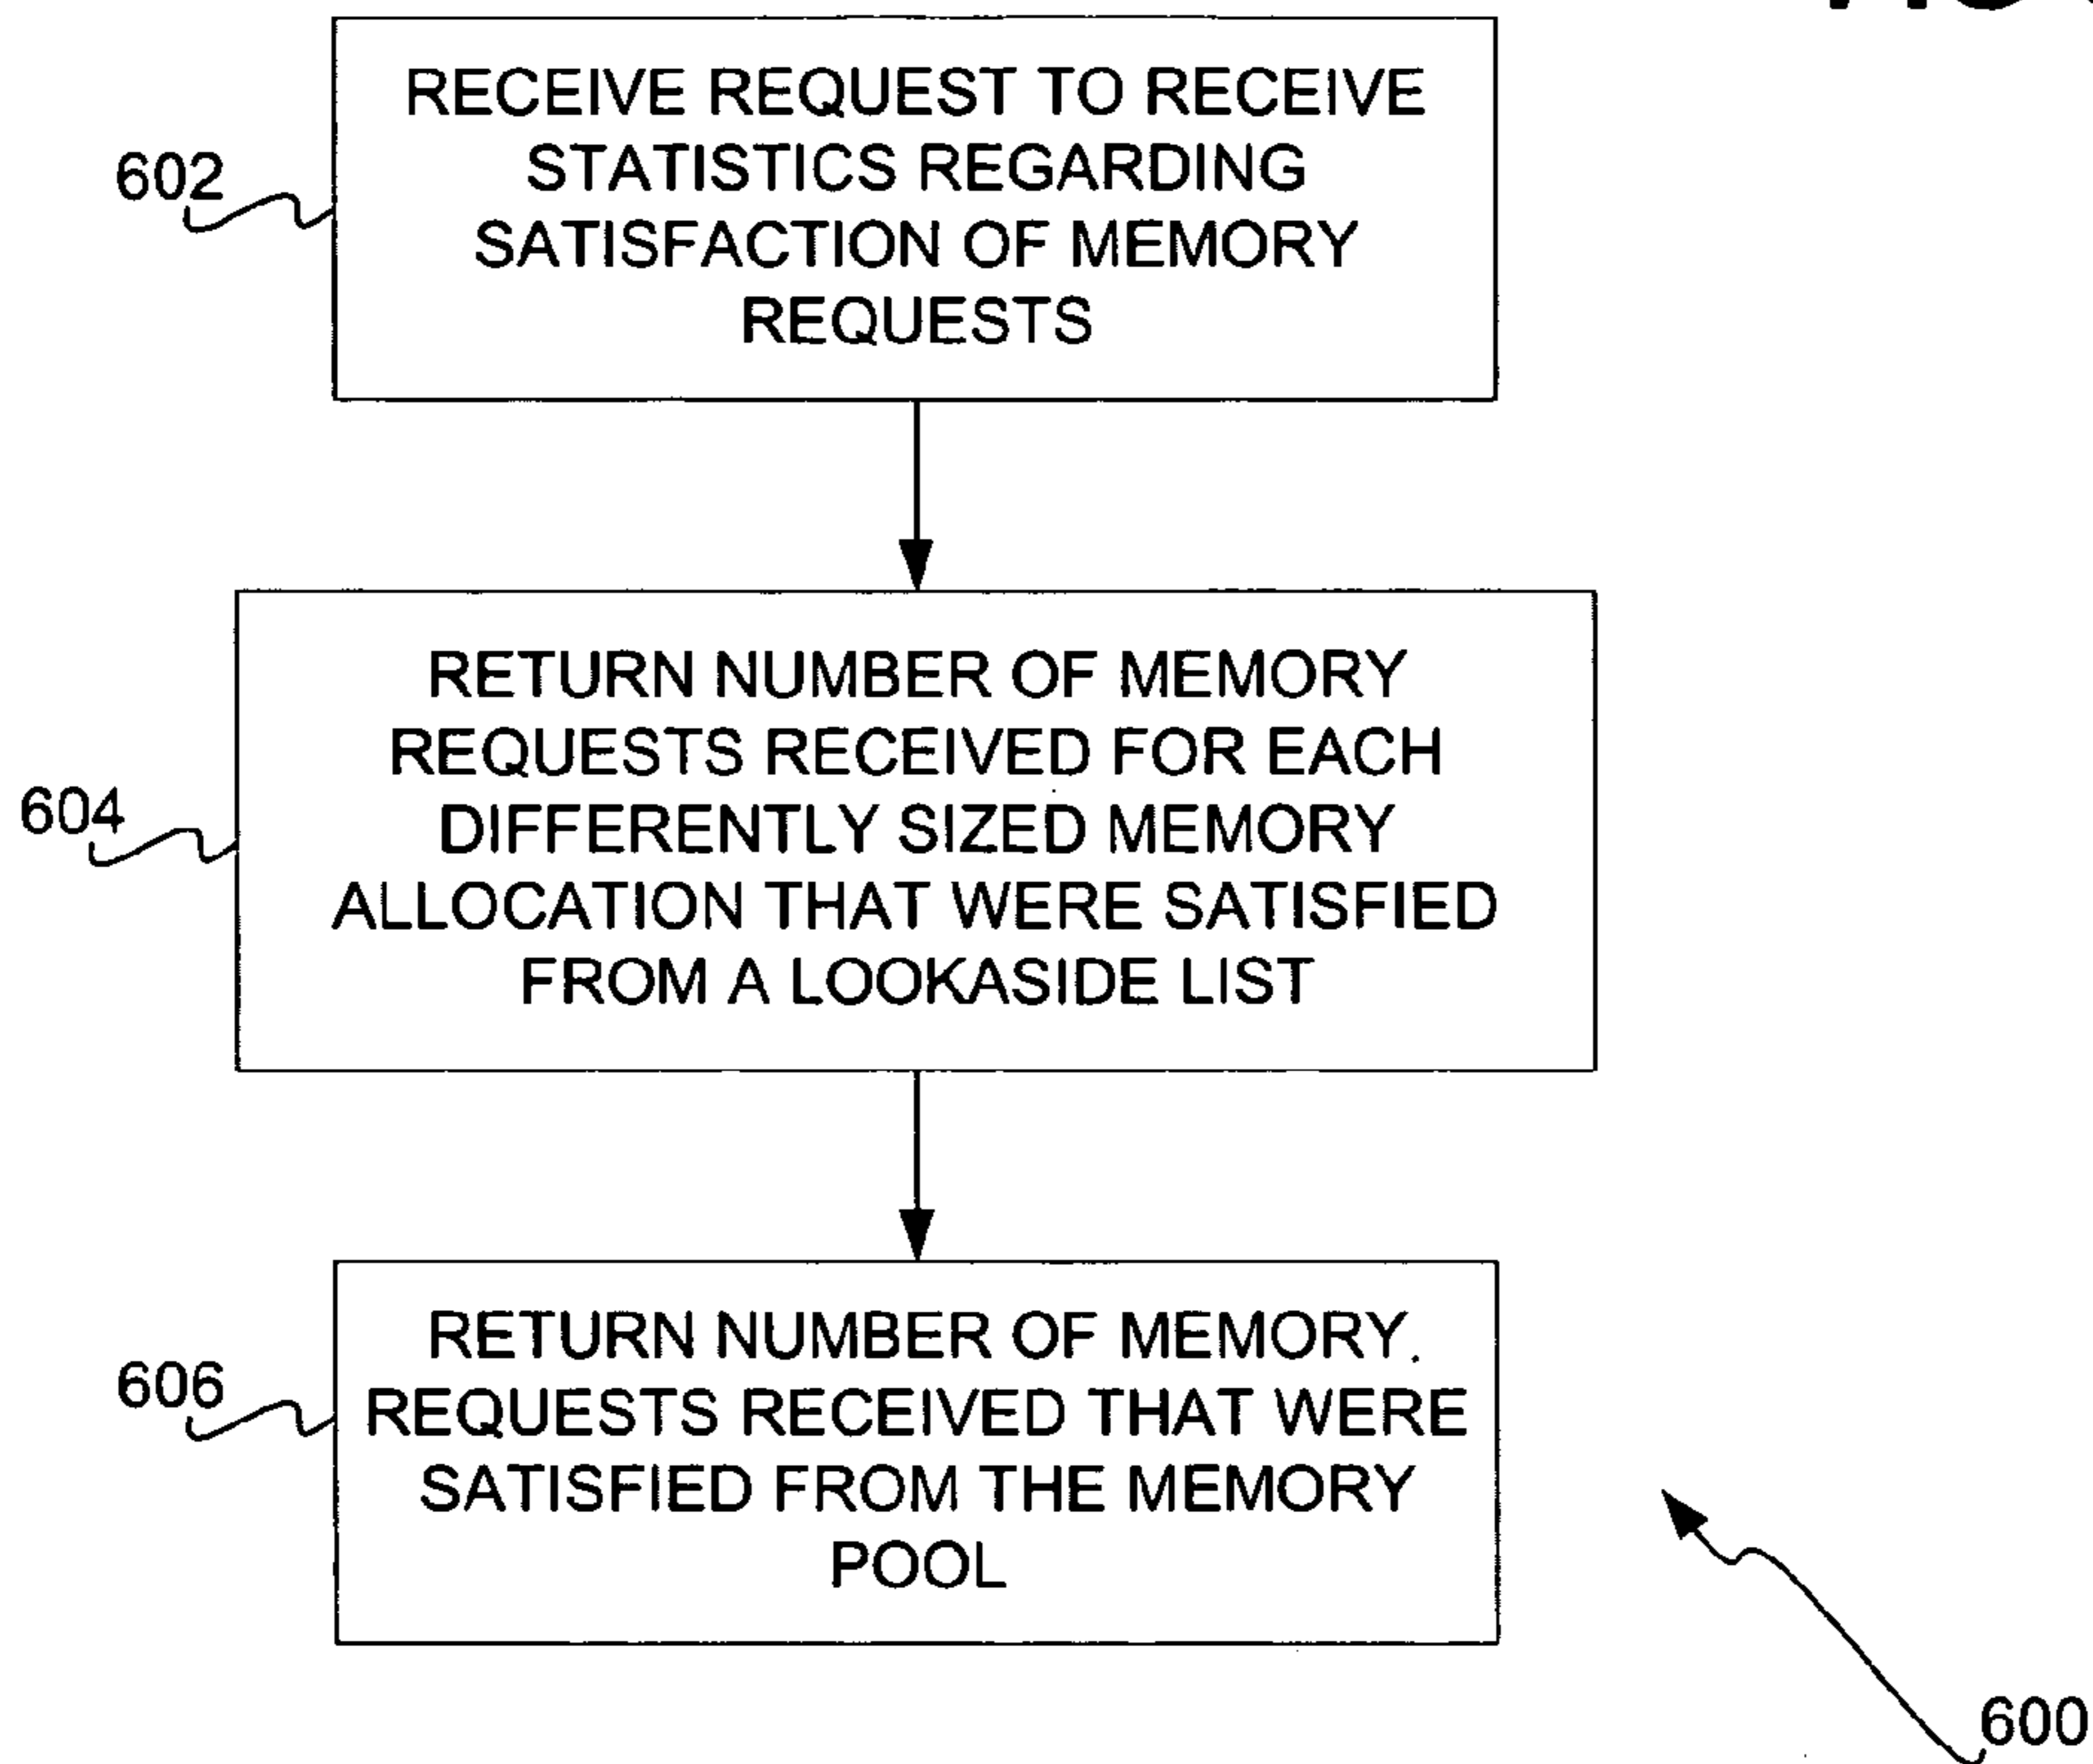 RECEIVE REQUEST TO RECEIVE
STATISTICS REGARDING
SATISFACTION OF MEMORY
REQUESTS
602
RETURN NUMBER OF MEMORY
REQUESTS RECEIVED FOR EACH
DIFFERENTLY SIZED MEMORY
ALLOCATION THAT WERE SATISFIED
FROM A LOOKASIDE LIST
604
RETURN NUMBER OF MEMORY
REQUESTS RECEIVED THAT WERE
SATISFIED FROM THE MEMORY
POOL
606
600